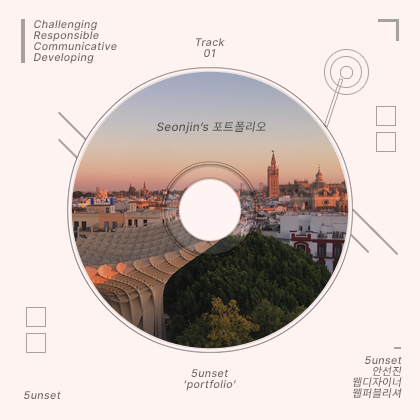 Challenging
Responsible
Communicative
Developing
Track
01
Seonjin's 포트폴리오
5unset
'portfolio'
5unset
5unset
안선진
웹디자이너
웹퍼블리셔